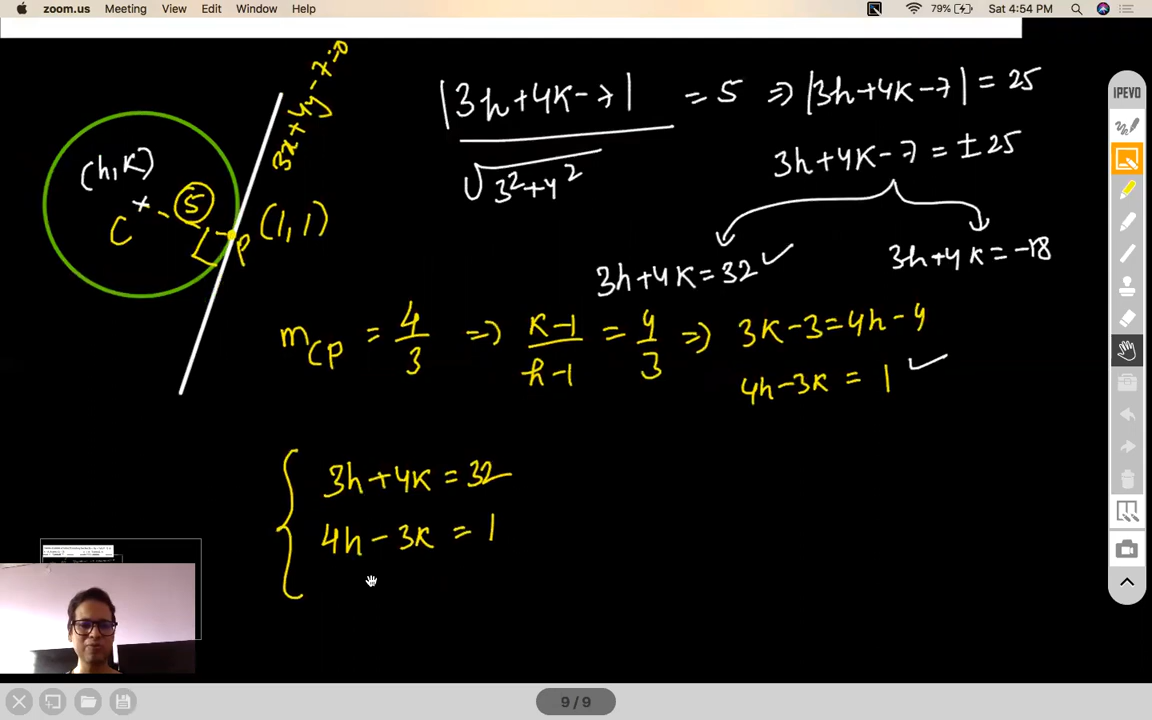 zoom.us Meeting View Edit Window Help 79% Sat 4:54 PM
|3h+4K-7| = 5 => |3h+4K-7| = 25
√3²+4²
3h+4K-7 = ±25
3h+4K=32 ✓ 3h+4K=-18
3x+4y-7=0
(h,K)
5
C
P (1,1)
mCP = 4/3 => K-1/h-1 = 4/3 => 3K-3=4h-4
4h-3K = 1 ✓
3h+4K=32
4h-3K = 1
IPEVO
9 / 9